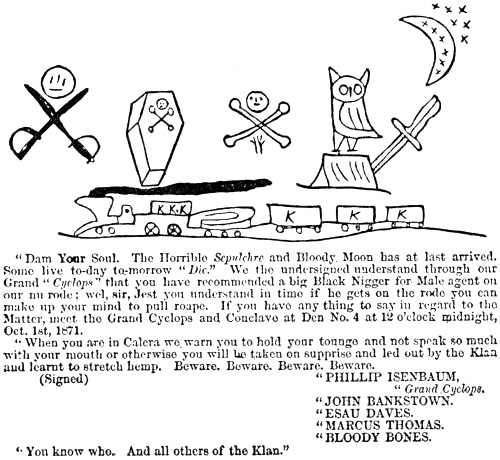 K K K
K
K
K
"Dam Your Soul. The Horrible Sepulchre and Bloody Moon has at last arrived.
Some live to-day to-morrow "Die." We the undersigned understand through our
Grand "Cyclops" that you have recommended a big Black Nigger for Male agent on
our nu rode; wel, sir, Jest you understand in time if he gets on the rode you can
make up your mind to pull roape. If you have any thing to say in regard to the
Matter, meet the Grand Cyclops and Conclave at Den No. 4 at 12 o'clock midnight,
Oct. 1st, 1871.
"When you are in Calera we warn you to hold your tounge and not speak so much
with your mouth or otherwise you will be taken on supprise and led out by the Klan
and learnt to stretch hemp. Beware. Beware. Beware. Beware.
(Signed) "PHILLIP ISENBAUM,
"Grand Cyclops.
"JOHN BANKSTOWN.
"ESAU DAVES.
"MARCUS THOMAS.
"BLOODY BONES.
"You know who. And all others of the Klan."